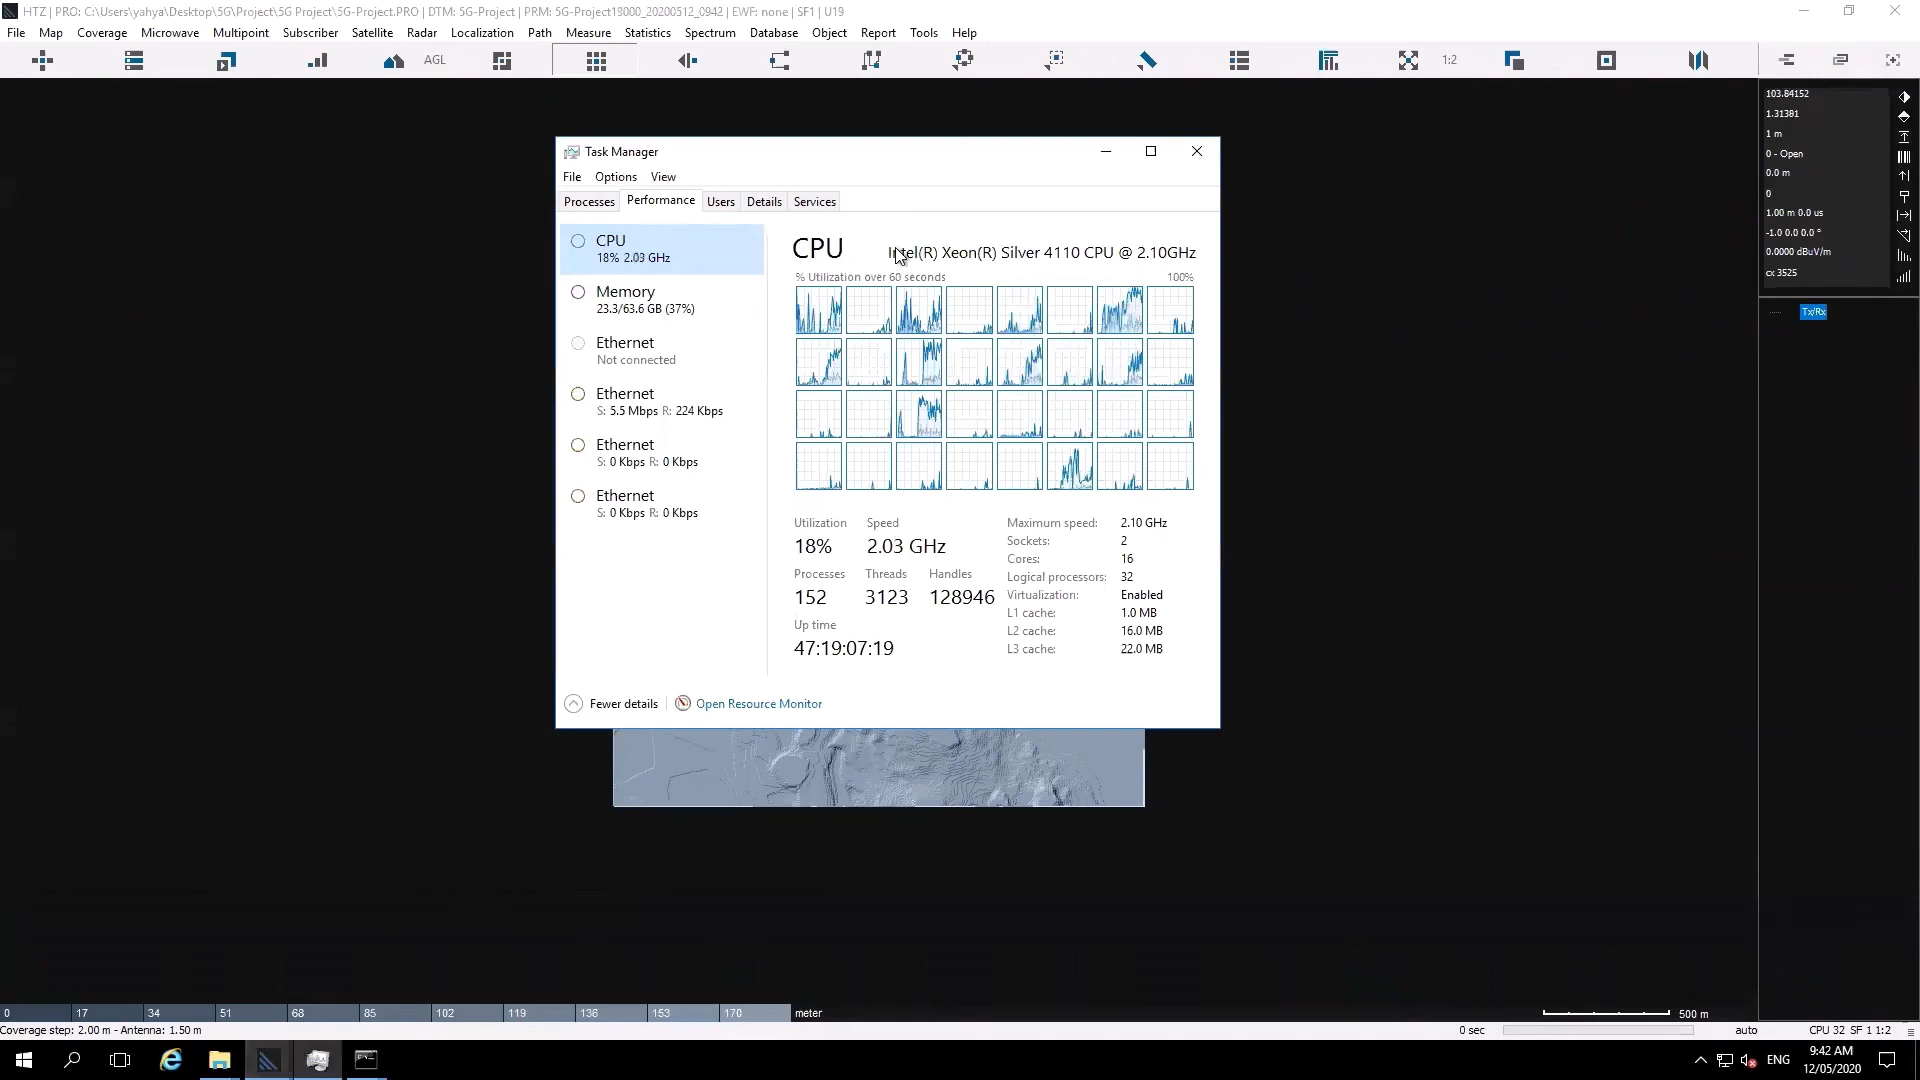 HTZ | PRO: C:\Users\yahya\Desktop\5G\Project\5G Project\5G-Project.PRO | DTM: 5G-Project | PRM: 5G-Project18000_20200512_0942 | EWF: none | SF1 | U19
File Map Coverage Microwave Multipoint Subscriber Satellite Radar Localization Path Measure Statistics Spectrum Database Object Report Tools Help
AGL 1:2
103.84152
1.31381
1 m
0 - Open
0.0 m
0
1.00 m 0.0 us
-1.0 0.0 0.0 °
0.0000 dBuV/m
cx 3525
Tx/Rx
Task Manager
File Options View
Processes Performance Users Details Services
CPU
18% 2.03 GHz
Memory
23.3/63.6 GB (37%)
Ethernet
Not connected
Ethernet
S: 5.5 Mbps R: 224 Kbps
Ethernet
S: 0 Kbps R: 0 Kbps
Ethernet
S: 0 Kbps R: 0 Kbps
CPU Intel(R) Xeon(R) Silver 4110 CPU @ 2.10GHz
% Utilization over 60 seconds 100%
Utilization Speed
18% 2.03 GHz
Processes Threads Handles
152 3123 128946
Up time
47:19:07:19
Maximum speed: 2.10 GHz
Sockets: 2
Cores: 16
Logical processors: 32
Virtualization: Enabled
L1 cache: 1.0 MB
L2 cache: 16.0 MB
L3 cache: 22.0 MB
Fewer details Open Resource Monitor
0 17 34 51 68 85 102 119 136 153 170 meter 500 m
Coverage step: 2.00 m - Antenna: 1.50 m 0 sec auto CPU 32 SF 1 1:2
ENG 9:42 AM
12/05/2020